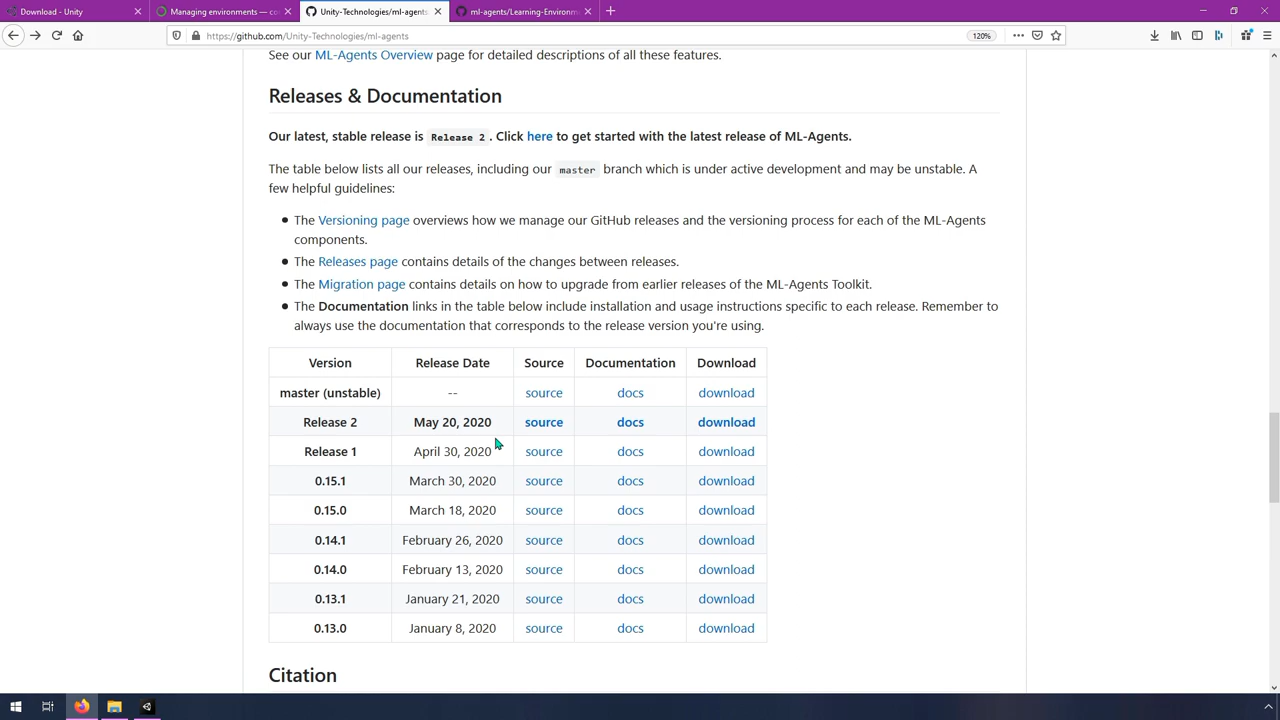 Download - Unity
Managing environments — co
Unity-Technologies/ml-agents
ml-agents/Learning-Environme
https://github.com/Unity-Technologies/ml-agents
120%
See our ML-Agents Overview page for detailed descriptions of all these features.
Releases & Documentation
Our latest, stable release is Release 2 . Click here to get started with the latest release of ML-Agents.
The table below lists all our releases, including our master branch which is under active development and may be unstable. A
few helpful guidelines:
The Versioning page overviews how we manage our GitHub releases and the versioning process for each of the ML-Agents
components.
The Releases page contains details of the changes between releases.
The Migration page contains details on how to upgrade from earlier releases of the ML-Agents Toolkit.
The Documentation links in the table below include installation and usage instructions specific to each release. Remember to
always use the documentation that corresponds to the release version you're using.
Version Release Date Source Documentation Download
master (unstable) -- source docs download
Release 2 May 20, 2020 source docs download
Release 1 April 30, 2020 source docs download
0.15.1 March 30, 2020 source docs download
0.15.0 March 18, 2020 source docs download
0.14.1 February 26, 2020 source docs download
0.14.0 February 13, 2020 source docs download
0.13.1 January 21, 2020 source docs download
0.13.0 January 8, 2020 source docs download
Citation